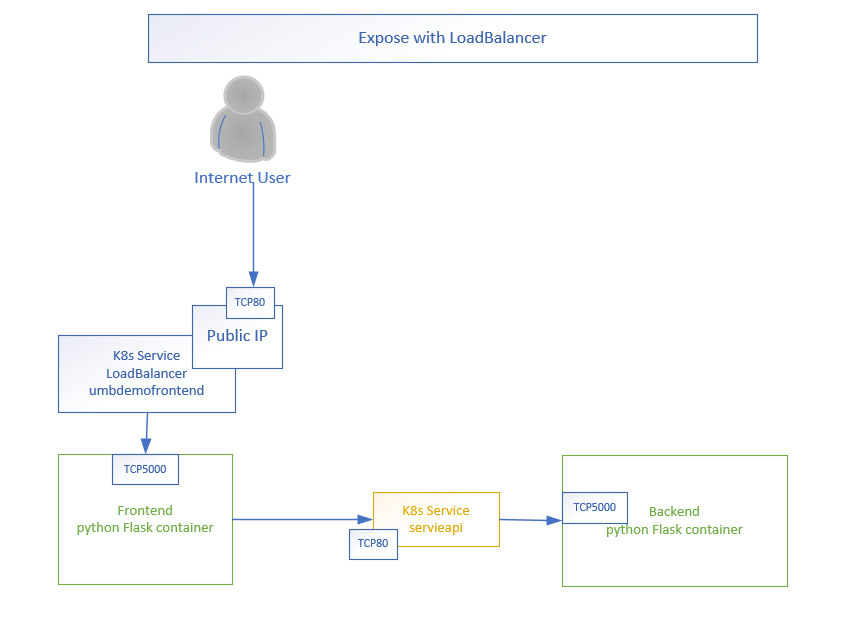 Expose with LoadBalancer
Internet User
TCP80
Public IP
K8s Service
LoadBalancer
umbdemofrontend
TCP5000
Frontend
python Flask container
K8s Service
servieapi
TCP80
TCP5000
Backend
python Flask container